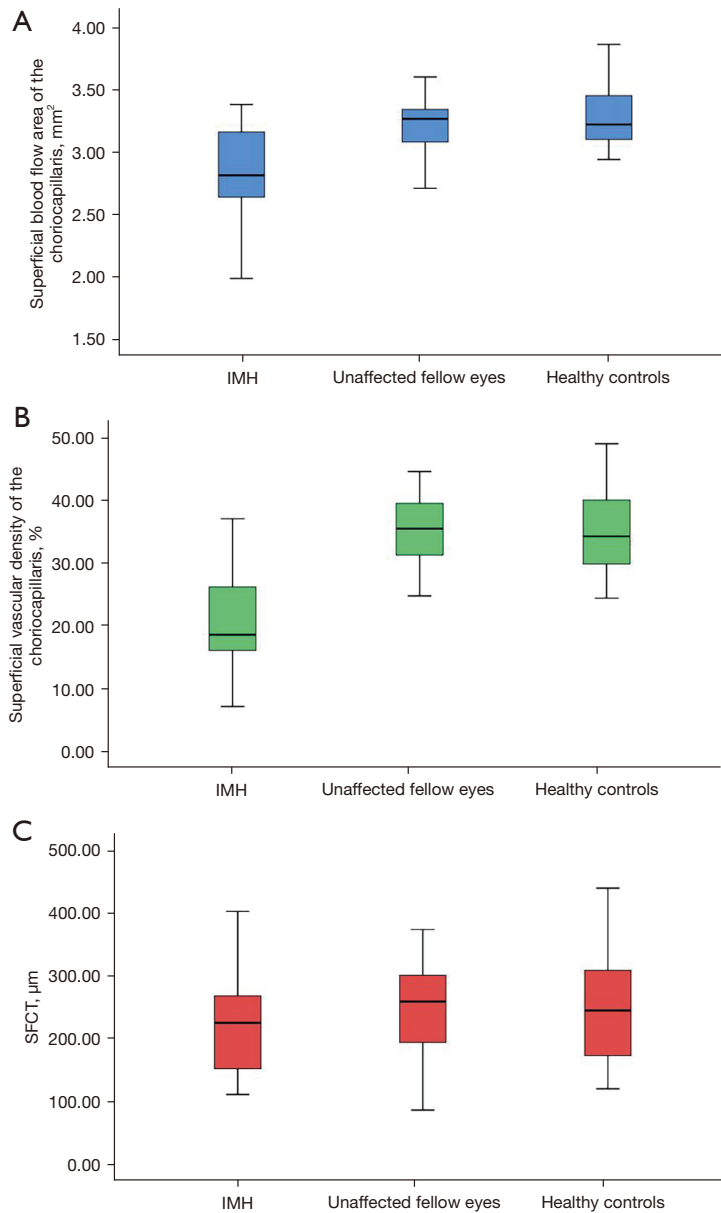 A
Superficial blood flow area of the
choriocapillaris, mm²
4.00
3.50
3.00
2.50
2.00
1.50
IMH
Unaffected fellow eyes
Healthy controls
B
Superficial vascular density of the
choriocapillaris, %
50.00
40.00
30.00
20.00
10.00
0.00
IMH
Unaffected fellow eyes
Healthy controls
C
SFCT, µm
500.00
400.00
300.00
200.00
100.00
0.00
IMH
Unaffected fellow eyes
Healthy controls